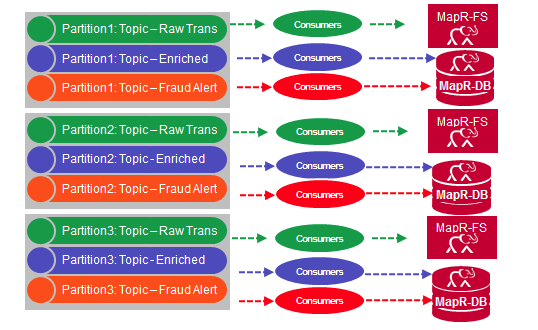 Partition1: Topic – Raw Trans
Consumers
MapR-FS
Partition1: Topic – Enriched
Consumers
Partition1: Topic – Fraud Alert
Consumers
MapR-DB
Partition2: Topic – Raw Trans
Consumers
MapR-FS
Partition2: Topic - Enriched
Consumers
Partition2: Topic – Fraud Alert
Consumers
MapR-DB
Partition3: Topic – Raw Trans
Consumers
MapR-FS
Partition3: Topic - Enriched
Consumers
Partition3: Topic – Fraud Alert
Consumers
MapR-DB